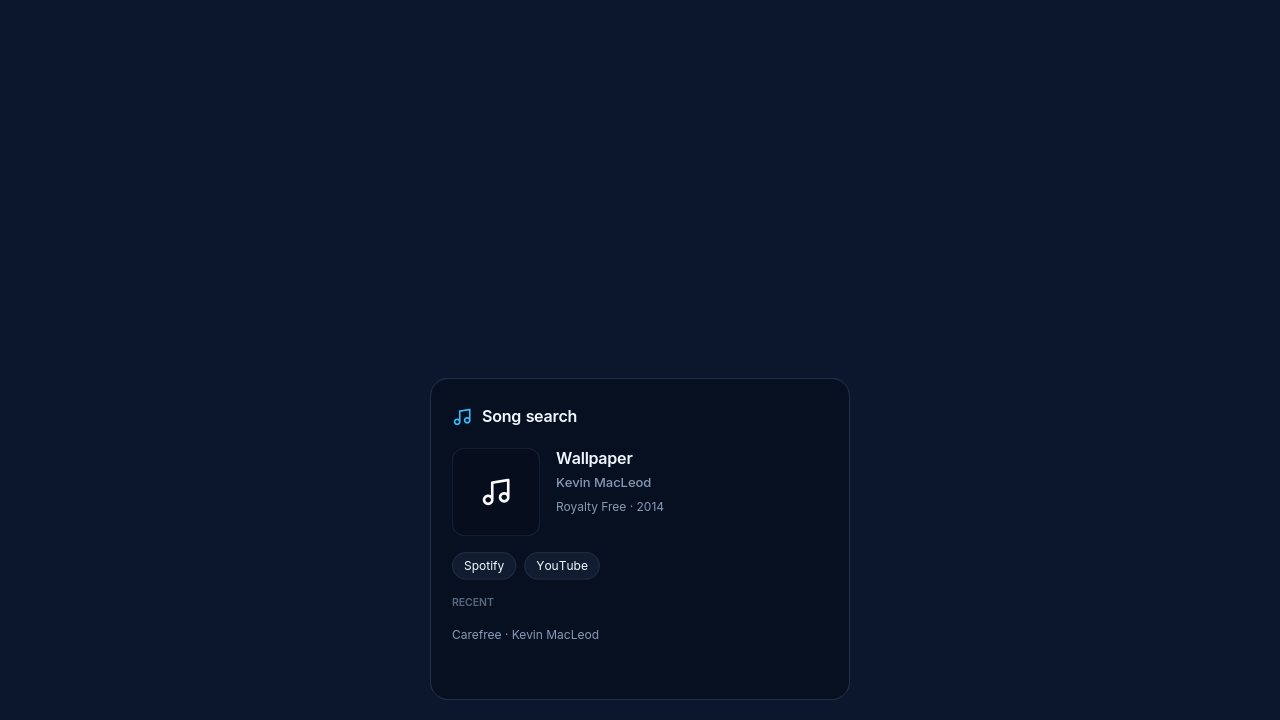 Song search
Wallpaper
Kevin MacLeod
Royalty Free · 2014
Spotify YouTube
RECENT
Carefree · Kevin MacLeod